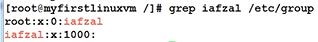 [root@myfirstlinuxvm /]# grep iafzal /etc/group
root:x:0:iafzal
iafzal:x:1000: